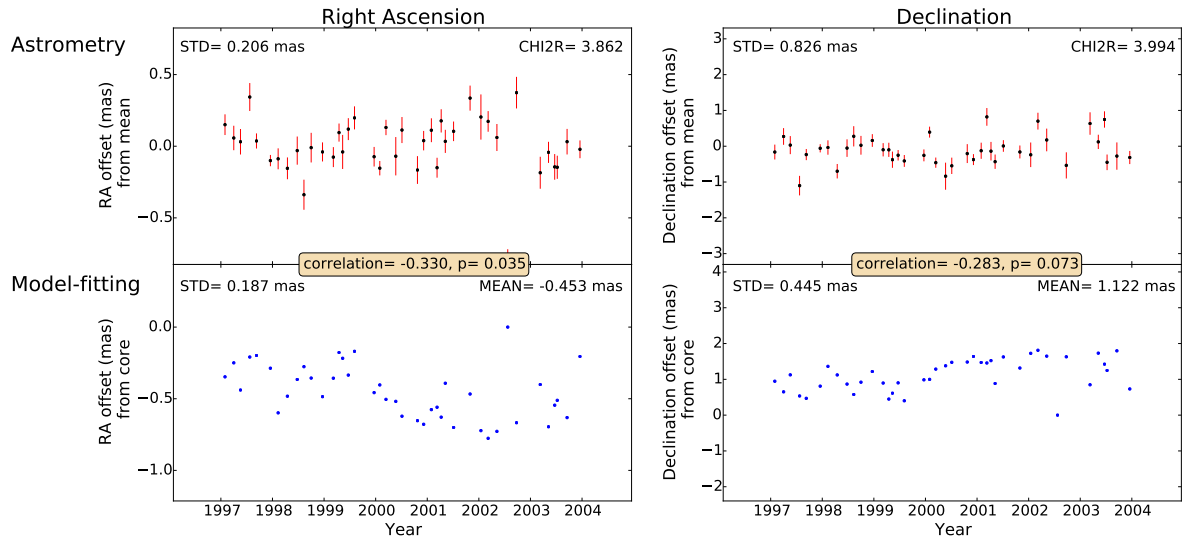 Right Ascension
Declination
Astrometry
STD= 0.206 mas
CHI2R= 3.862
RA offset (mas)
from mean
0.5
0.0
−0.5
STD= 0.826 mas
CHI2R= 3.994
Declination offset (mas)
from mean
3
2
1
0
−1
−2
−3
correlation= -0.330, p= 0.035
correlation= -0.283, p= 0.073
Model-fitting
STD= 0.187 mas
MEAN= -0.453 mas
RA offset (mas)
from core
0.0
−0.5
−1.0
1997 1998 1999 2000 2001 2002 2003 2004
Year
STD= 0.445 mas
MEAN= 1.122 mas
Declination offset (mas)
from core
4
3
2
1
0
−1
−2
1997 1998 1999 2000 2001 2002 2003 2004
Year